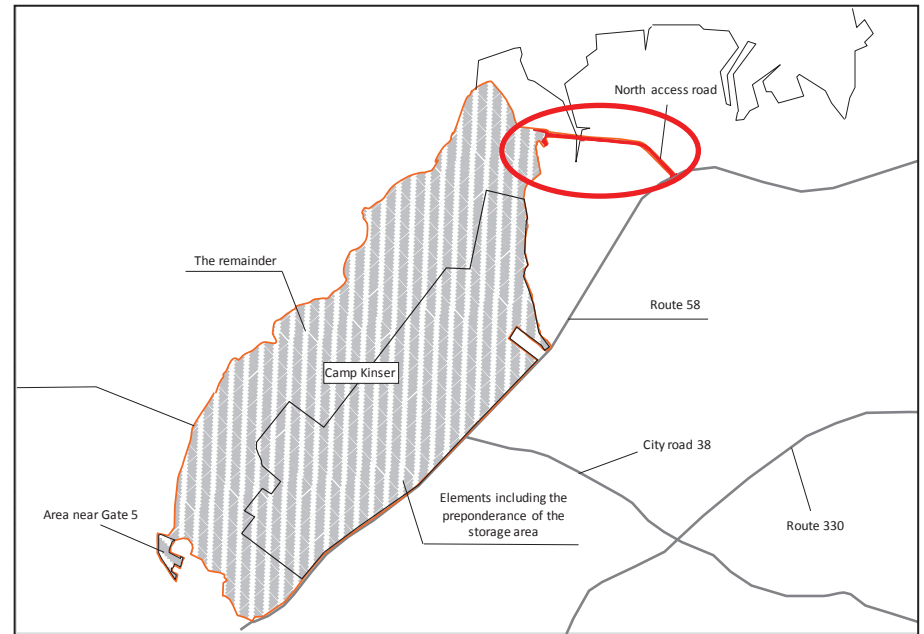 North access road
The remainder
Route 58
Camp Kinser
City road 38
Elements including the
preponderance of the
storage area
Area near Gate 5
Route 330